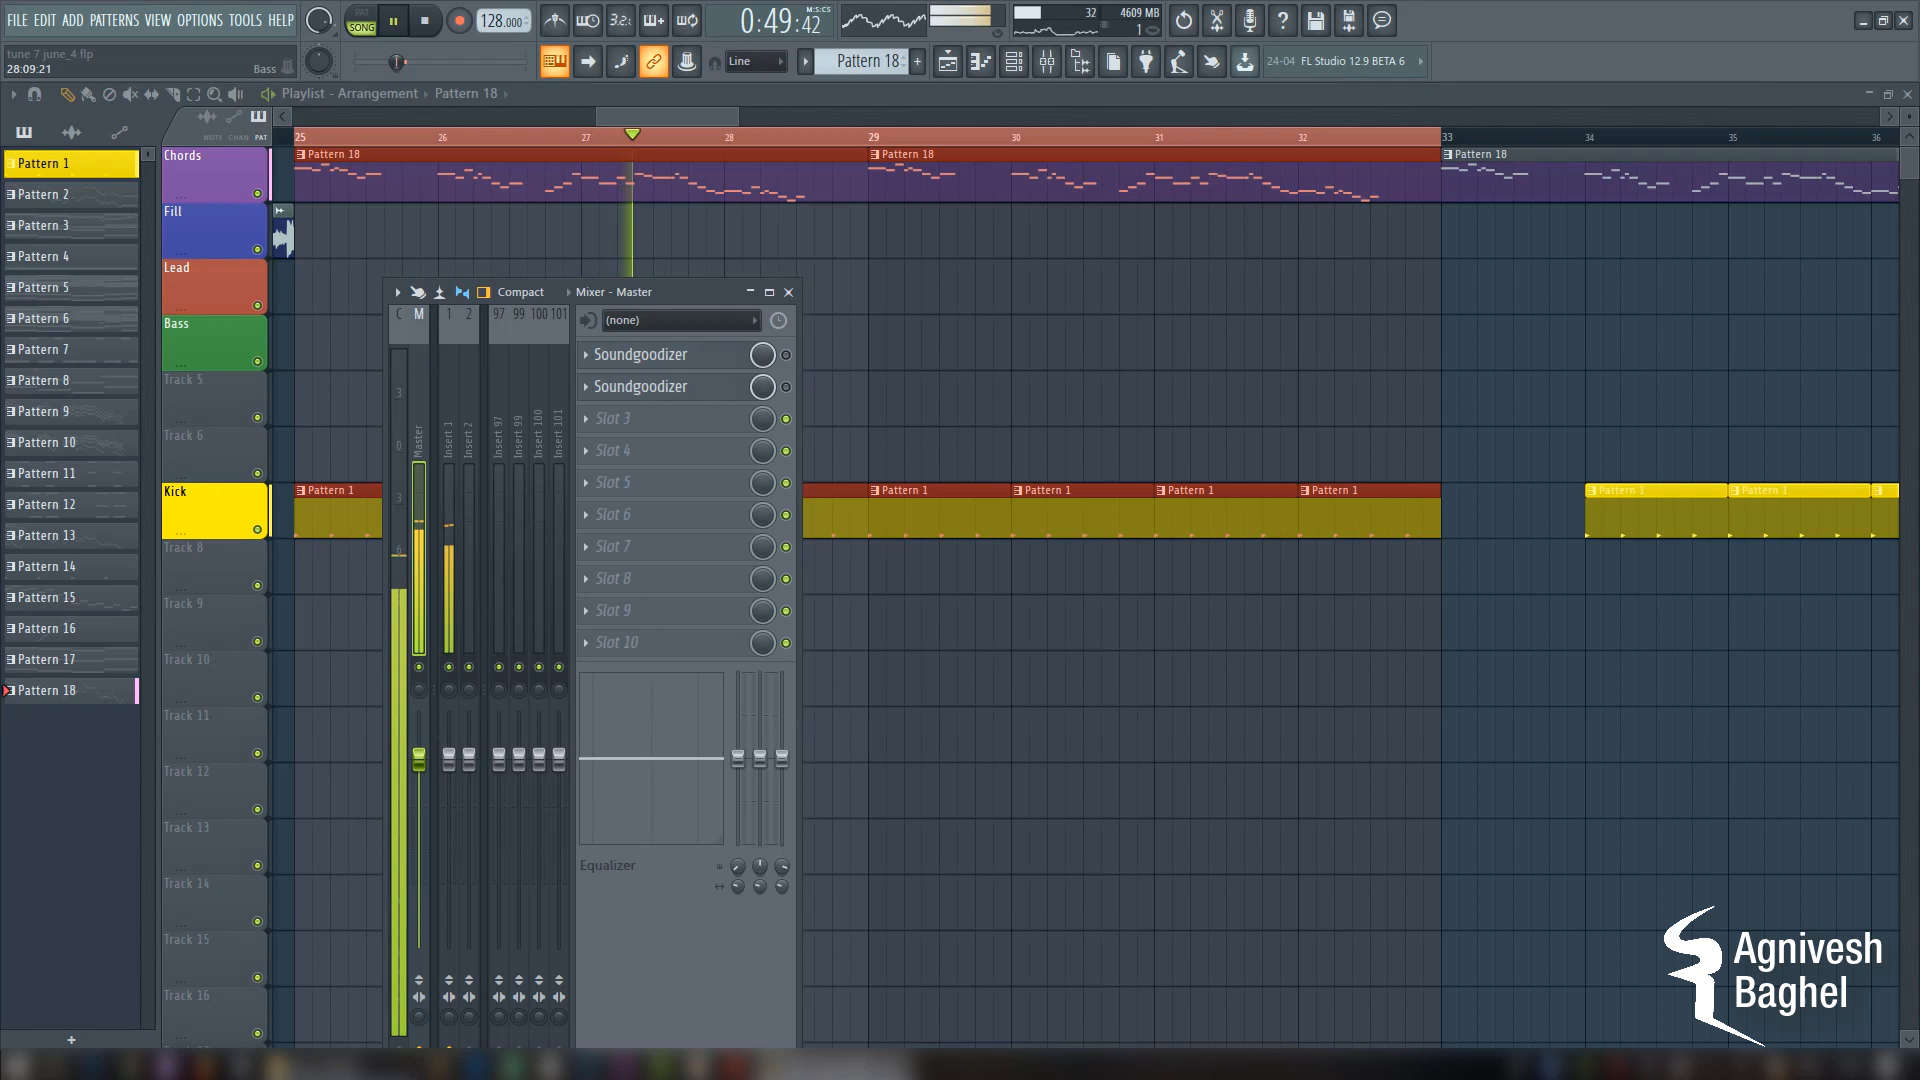 FILE EDIT ADD PATTERNS VIEW OPTIONS TOOLS HELP
PAT
SONG
128.000
3.2:
0:49:42
M:S:CS
32
4609 MB
1
tune 7 june_4.flp
28:09:21
Bass
Line
Pattern 18
24-04 FL Studio 12.9 BETA 6
Playlist - Arrangement
Pattern 18
NOTE CHAN PAT
25 26 27 28 29 30 31 32 33 34 35 36
Pattern 1
Pattern 2
Pattern 3
Pattern 4
Pattern 5
Pattern 6
Pattern 7
Pattern 8
Pattern 9
Pattern 10
Pattern 11
Pattern 12
Pattern 13
Pattern 14
Pattern 15
Pattern 16
Pattern 17
Pattern 18
Chords
Fill
Lead
Bass
Track 5
Track 6
Kick
Track 8
Track 9
Track 10
Track 11
Track 12
Track 13
Track 14
Track 15
Track 16
Pattern 18
Pattern 18
Pattern 18
Pattern 1
Pattern 1
Pattern 1
Pattern 1
Pattern 1
Pattern 1
Pattern 1
Compact
Mixer - Master
C M 1 2 97 99 100 101
3
0
3
6
Master
Insert 1
Insert 2
Insert 97
Insert 99
Insert 100
Insert 101
(none)
Soundgoodizer
Soundgoodizer
Slot 3
Slot 4
Slot 5
Slot 6
Slot 7
Slot 8
Slot 9
Slot 10
Equalizer
Agnivesh
Baghel